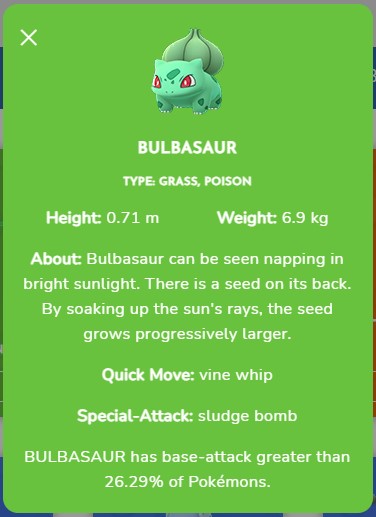 BULBASAUR
TYPE: GRASS, POISON
Height: 0.71 m Weight: 6.9 kg
About: Bulbasaur can be seen napping in
bright sunlight. There is a seed on its back.
By soaking up the sun's rays, the seed
grows progressively larger.
Quick Move: vine whip
Special-Attack: sludge bomb
BULBASAUR has base-attack greater than
26.29% of Pokémons.